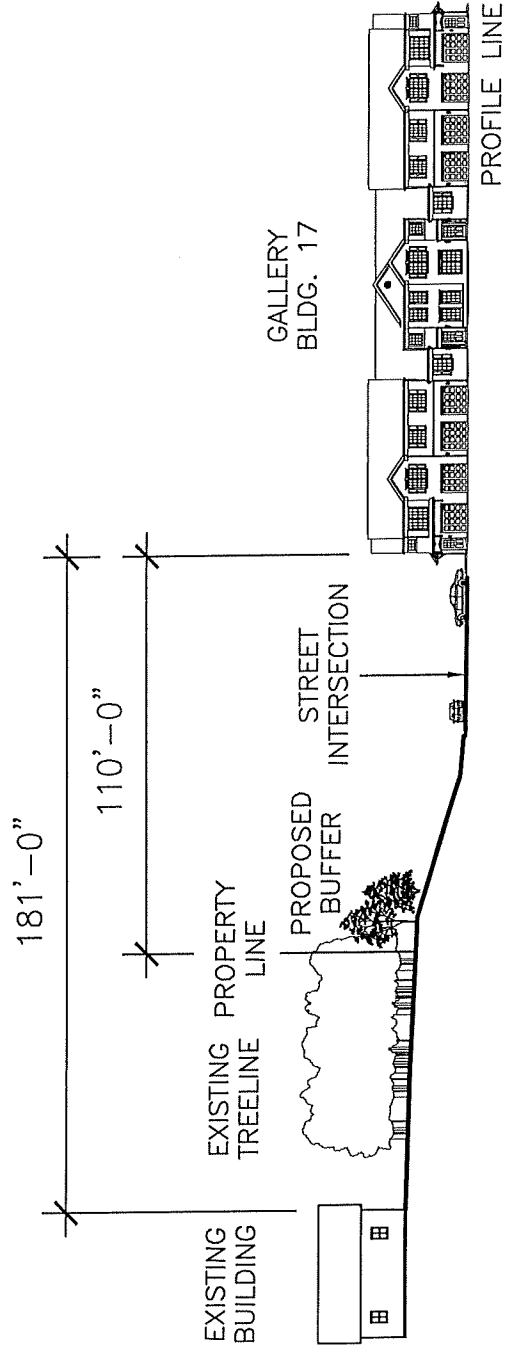 181'-0"
110'-0"
EXISTING
BUILDING
EXISTING
TREELINE
PROPERTY
LINE
PROPOSED
BUFFER
STREET
INTERSECTION
GALLERY
BLDG. 17
PROFILE LINE